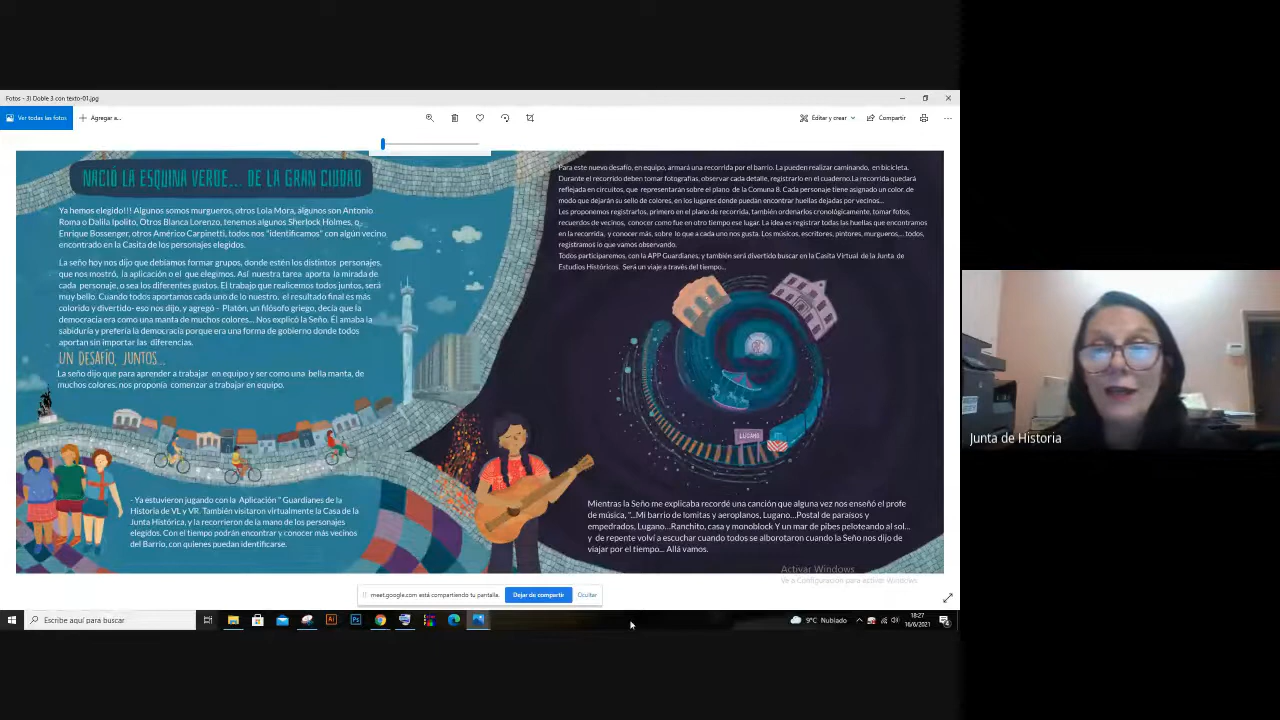 Fotos - 3) Doble 3 con texto-01.jpg
Ver todas las fotos
Agregar a...
Editar y crear
Compartir
NACIÓ LA ESQUINA VERDE... DE LA GRAN CIUDAD
Ya hemos elegido!!! Algunos somos murgueros, otros Lola Mora, algunos son Antonio
Roma o Dalila Ipolito, Otros Blanca Lorenzo, tenemos algunos Sherlock Holmes, o
Enrique Bossenger, otros Américo Carpinetti, todos nos "identificamos" con algún vecino
encontrado en la Casita de los personajes elegidos.
La seño hoy nos dijo que debíamos formar grupos, donde estén los distintos personajes,
que nos mostró, la aplicación o el que elegimos. Así nuestra tarea aporta la mirada de
cada personaje, o sea los diferentes gustos. El trabajo que realicemos todos juntos, será
muy bello. Cuando todos aportamos cada uno de lo nuestro, el resultado final es más
colorido y divertido- eso nos dijo, y agregó - Platón, un filósofo griego, decía que la
democracia era como una manta de muchos colores... Nos explicó la Seño. Él amaba la
sabiduría y prefería la democracia porque era una forma de gobierno donde todos
aportan sin importar las diferencias.
UN DESAFÍO, JUNTOS...
La seño dijo que para aprender a trabajar en equipo y ser como una bella manta, de
muchos colores, nos proponía comenzar a trabajar en equipo.
- Ya estuvieron jugando con la Aplicación " Guardianes de la
Historia de VL y VR. También visitaron virtualmente la Casa de la
Junta Histórica, y la recorrieron de la mano de los personajes
elegidos. Con el tiempo podrán encontrar y conocer más vecinos
del Barrio, con quienes puedan identificarse.
Para este nuevo desafío, en equipo, armará una recorrida por el barrio. La pueden realizar caminando, en bicicleta.
Durante el recorrido deben tomar fotografías, observar cada detalle, registrarlo en el cuaderno.La recorrida quedará
reflejada en circuitos, que representarán sobre el plano de la Comuna 8. Cada personaje tiene asignado un color, de
modo que dejarán su sello de colores, en los lugares donde puedan encontrar huellas dejadas por vecinos...
Les proponemos registrarlos, primero en el plano de recorrida, también ordenarlos cronológicamente, tomar fotos,
recuerdos de vecinos, conocer como fue en otro tiempo ese lugar. La idea es registrar todas las huellas que encontramos
en la recorrida, y conocer más, sobre lo que a cada uno nos gusta. Los músicos, escritores, pintores, murgueros,... todos,
registramos lo que vamos observando.
Todos participaremos, con la APP Guardianes, y también será divertido buscar en la Casita Virtual de la Junta de
Estudios Históricos. Será un viaje a través del tiempo...
LUGANO
Mientras la Seño me explicaba recordé una canción que alguna vez nos enseñó el profe
de música, "...Mi barrio de lomitas y aeroplanos, Lugano...Postal de paraísos y
empedrados, Lugano...Ranchito, casa y monoblock Y un mar de pibes peloteando al sol...
y de repente volví a escuchar cuando todos se alborotaron cuando la Seño nos dijo de
viajar por el tiempo... Allá vamos.
Activar Windows
Ve a Configuración para activar Windows.
meet.google.com está compartiendo tu pantalla.
Dejar de compartir
Ocultar
Escribe aquí para buscar
9°C Nublado
18:27
16/6/2021
Junta de Historia